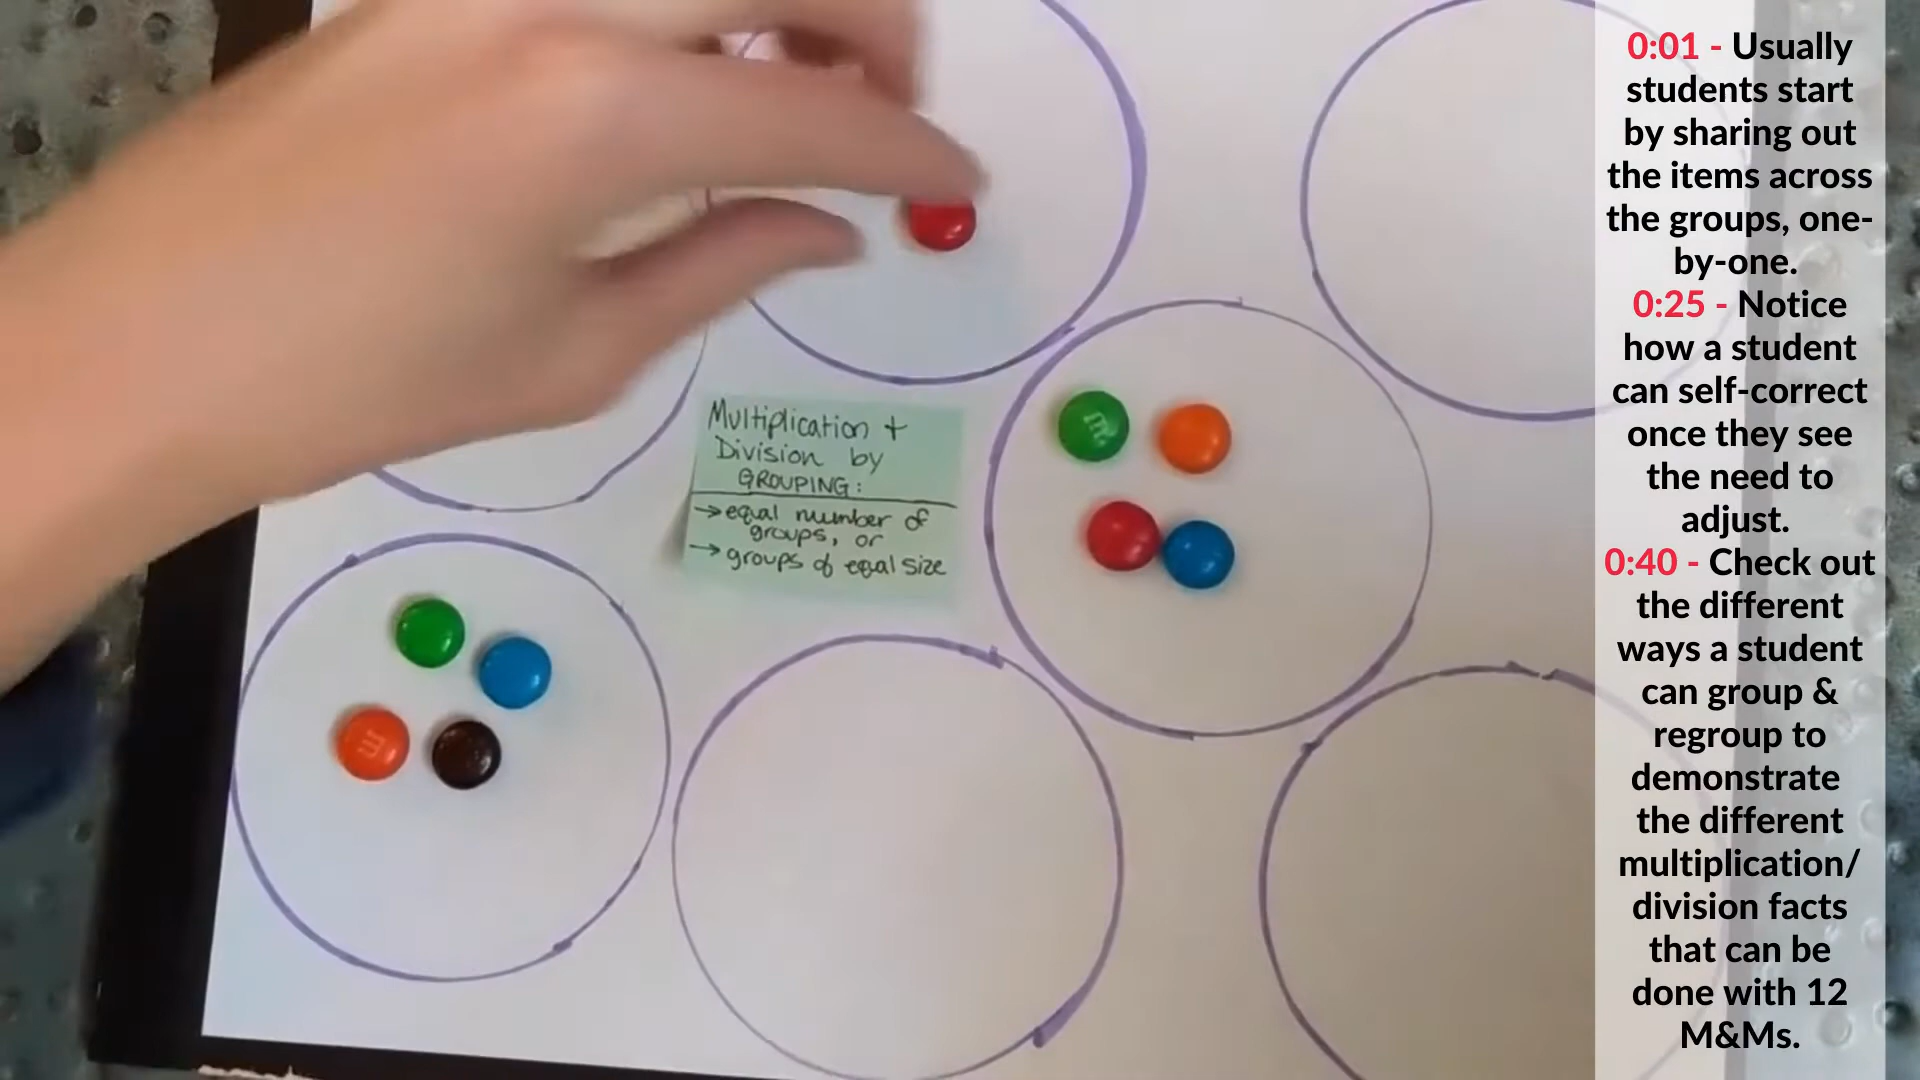 Multiplication +
Division by
GROUPING:
→ equal number of
groups, or
→ groups of equal size
m
m
0:01 - Usually
students start
by sharing out
the items across
the groups, one-
by-one.
0:25 - Notice
how a student
can self-correct
once they see
the need to
adjust.
0:40 - Check out
the different
ways a student
can group &
regroup to
demonstrate
the different
multiplication/
division facts
that can be
done with 12
M&Ms.